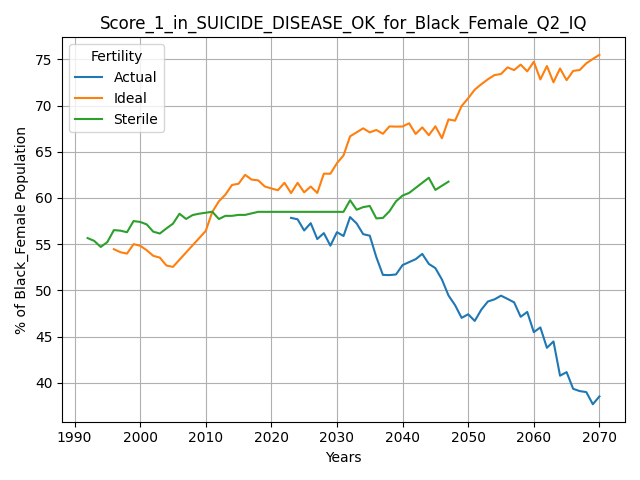 Score_1_in_SUICIDE_DISEASE_OK_for_Black_Female_Q2_IQ
Fertility
Actual
Ideal
Sterile
% of Black_Female Population
75
70
65
60
55
50
45
40
1990
2000
2010
2020
2030
2040
2050
2060
2070
Years